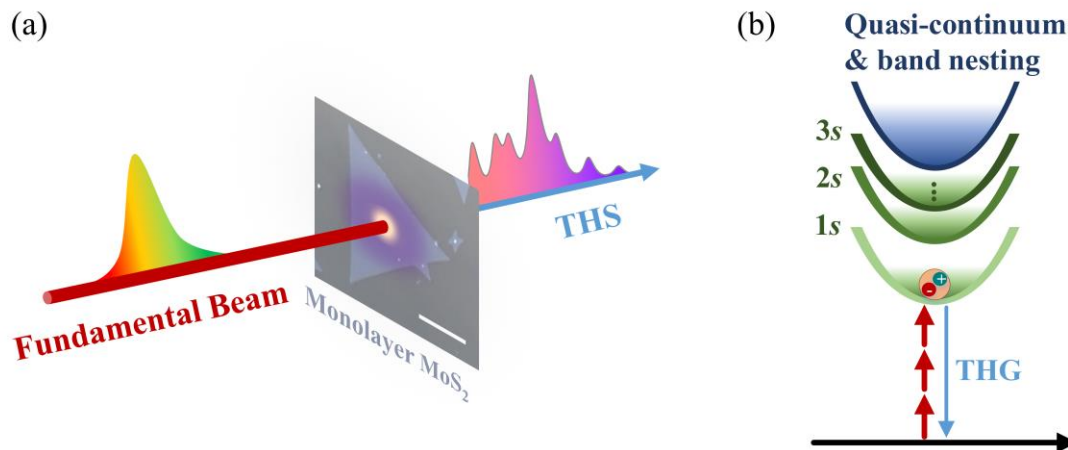 (a)
Fundamental Beam
Monolayer MoS₂
THS
(b)
Quasi-continuum
& band nesting
3s
2s
1s
+
-
THG